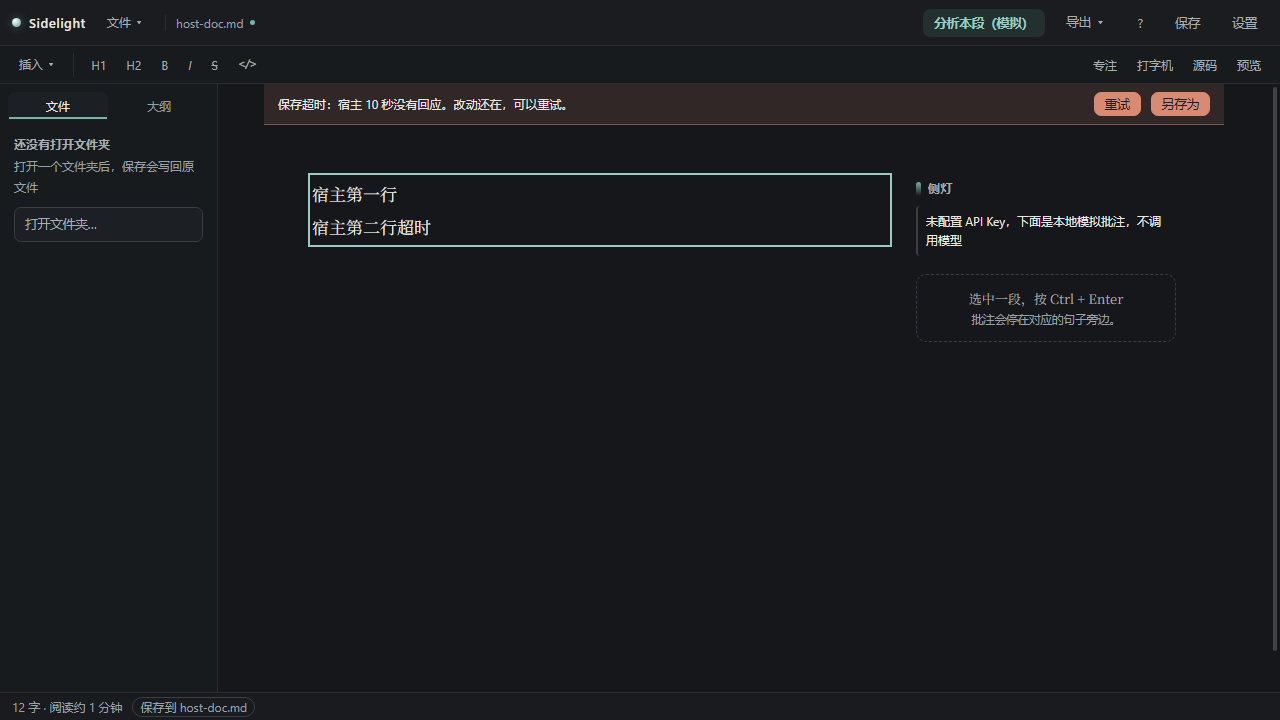 Sidelight 文件 host-doc.md 分析本段（模拟） 导出 ? 保存 设置
插入 H1 H2 B I S </> 专注 打字机 源码 预览
文件 大纲
保存超时：宿主 10 秒没有回应。改动还在，可以重试。 重试 另存为
还没有打开文件夹
打开一个文件夹后，保存会写回原
文件
打开文件夹…
宿主第一行
宿主第二行超时
侧灯
未配置 API Key，下面是本地模拟批注，不调
用模型
选中一段，按 Ctrl + Enter
批注会停在对应的句子旁边。
12 字 · 阅读约 1 分钟 保存到 host-doc.md